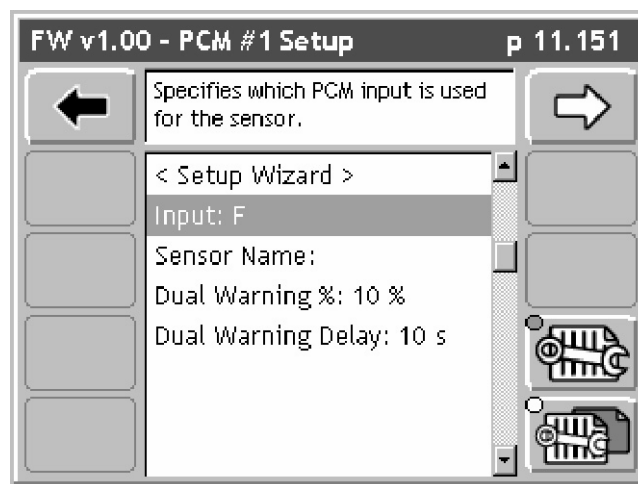 FW v1.00 - PCM #1 Setup p 11.151
Specifies which PCM input is used
for the sensor.
< Setup Wizard >
Input: F
Sensor Name:
Dual Warning %: 10 %
Dual Warning Delay: 10 s